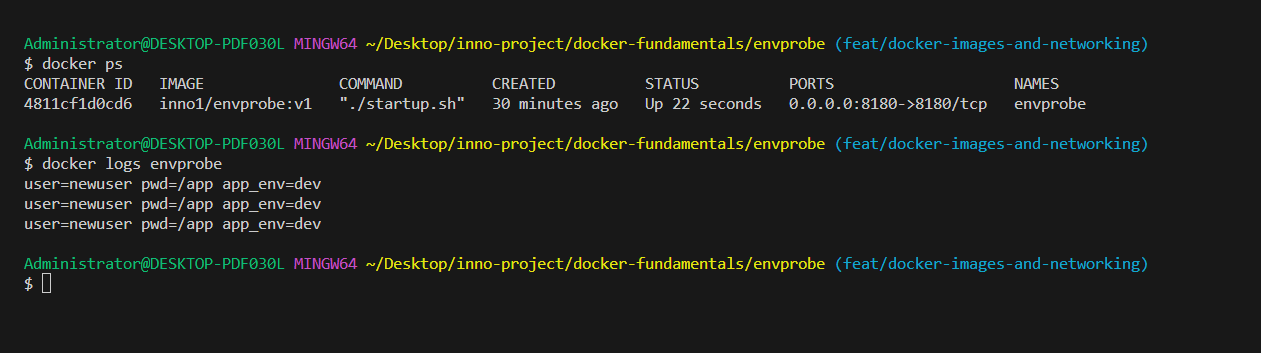 Administrator@DESKTOP-PDF030L MINGW64 ~/Desktop/inno-project/docker-fundamentals/envprobe (feat/docker-images-and-networking)
$ docker ps
CONTAINER ID   IMAGE               COMMAND          CREATED          STATUS          PORTS                    NAMES
4811cf1d0cd6   inno1/envprobe:v1   "./startup.sh"   30 minutes ago   Up 22 seconds   0.0.0.0:8180->8180/tcp   envprobe
Administrator@DESKTOP-PDF030L MINGW64 ~/Desktop/inno-project/docker-fundamentals/envprobe (feat/docker-images-and-networking)
$ docker logs envprobe
user=newuser pwd=/app app_env=dev
user=newuser pwd=/app app_env=dev
user=newuser pwd=/app app_env=dev
Administrator@DESKTOP-PDF030L MINGW64 ~/Desktop/inno-project/docker-fundamentals/envprobe (feat/docker-images-and-networking)
$